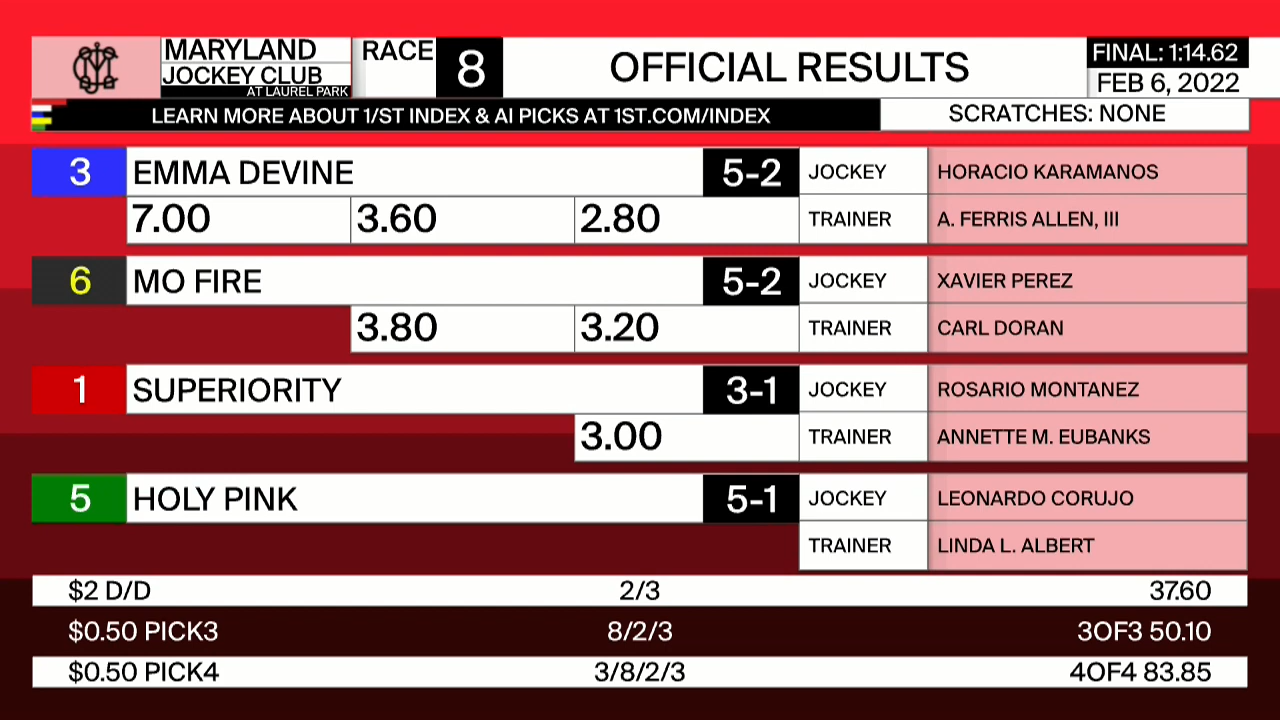 MARYLAND
JOCKEY CLUB
AT LAUREL PARK
RACE 8
OFFICIAL RESULTS
FINAL: 1:14.62
FEB 6, 2022
LEARN MORE ABOUT 1/ST INDEX & AI PICKS AT 1ST.COM/INDEX
SCRATCHES: NONE
3 EMMA DEVINE 5-2 JOCKEY HORACIO KARAMANOS
7.00 3.60 2.80 TRAINER A. FERRIS ALLEN, III
6 MO FIRE 5-2 JOCKEY XAVIER PEREZ
3.80 3.20 TRAINER CARL DORAN
1 SUPERIORITY 3-1 JOCKEY ROSARIO MONTANEZ
3.00 TRAINER ANNETTE M. EUBANKS
5 HOLY PINK 5-1 JOCKEY LEONARDO CORUJO
TRAINER LINDA L. ALBERT
$2 D/D 2/3 37.60
$0.50 PICK3 8/2/3 3OF3 50.10
$0.50 PICK4 3/8/2/3 4OF4 83.85